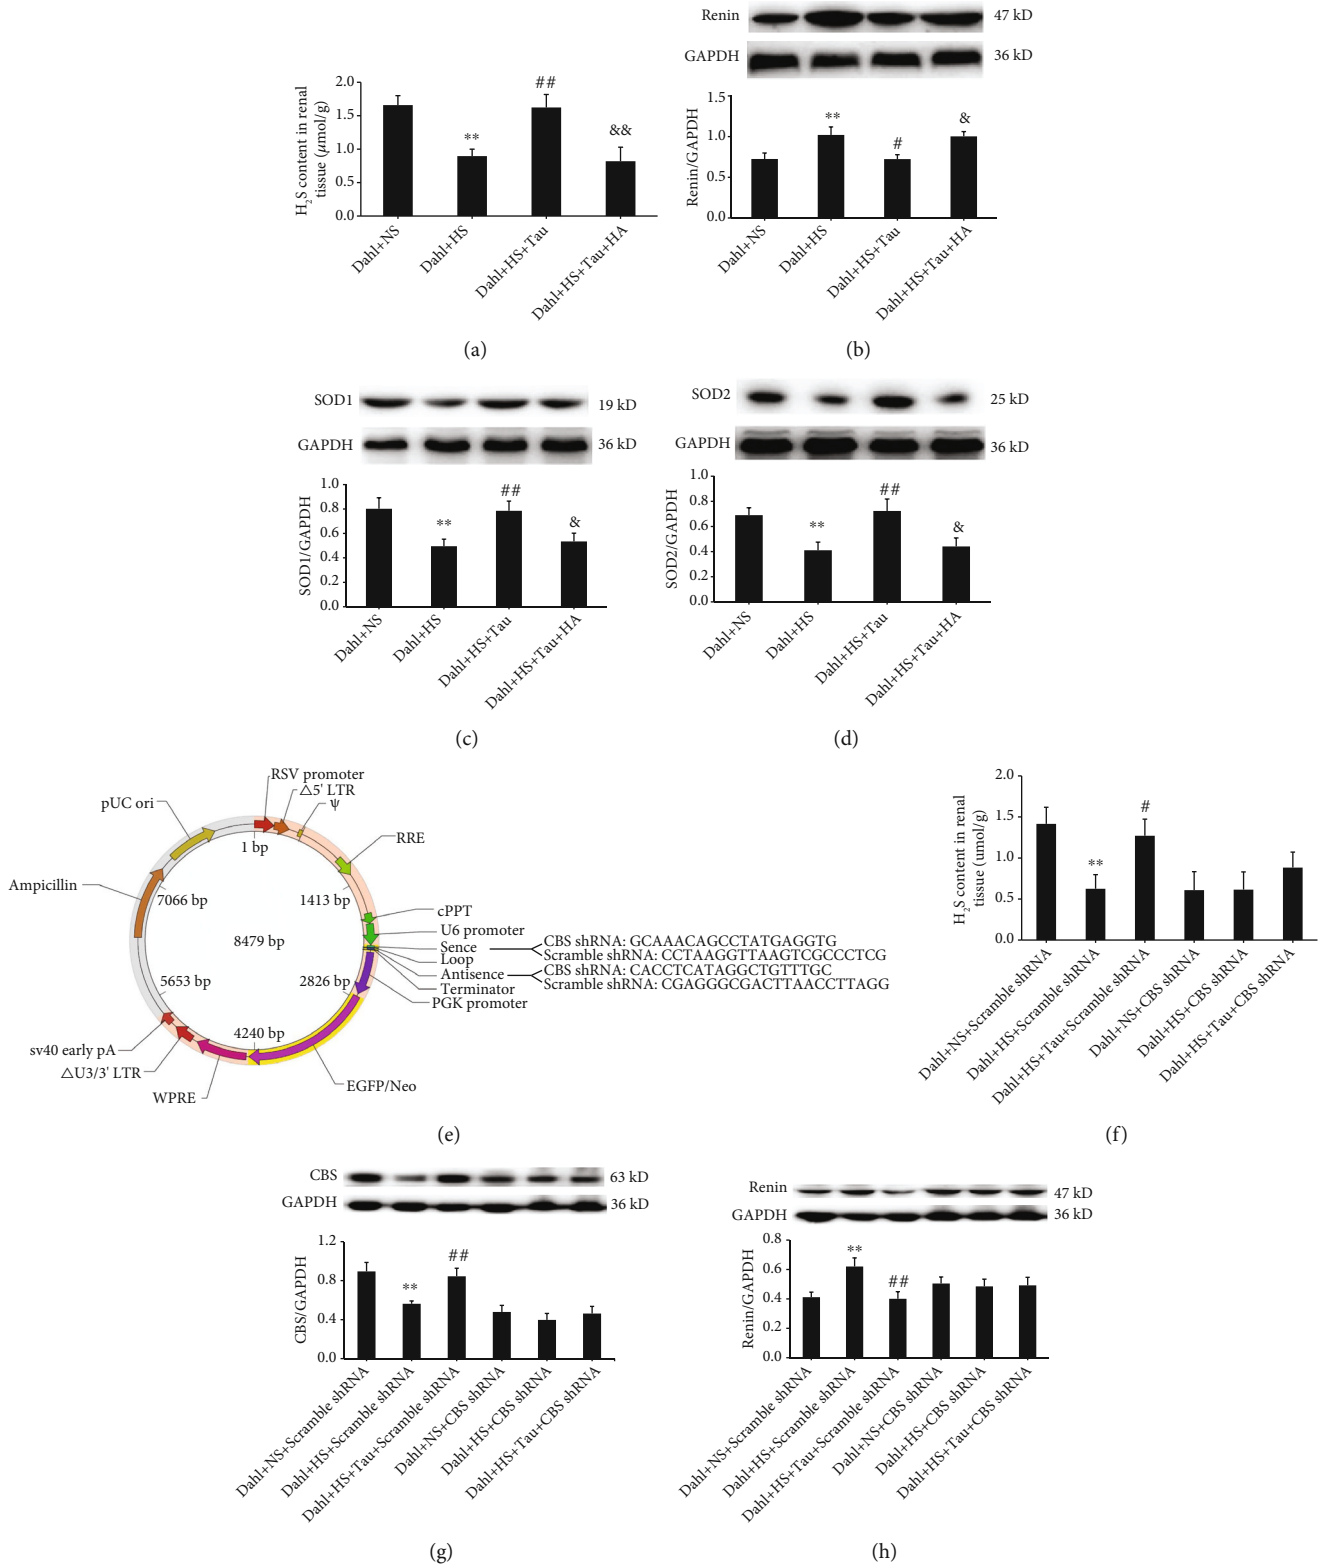 Renin 47 kD
GAPDH 36 kD
H2S content in renal
tissue (μmol/g)
2.0
1.5
1.0
0.5
0.0
** ## &&
Dahl+NS
Dahl+HS
Dahl+HS+Tau
Dahl+HS+Tau+HA
(a)
Renin/GAPDH
1.5
1.0
0.5
0.0
** # &
Dahl+NS
Dahl+HS
Dahl+HS+Tau
Dahl+HS+Tau+HA
(b)
SOD1 19 kD
GAPDH 36 kD
SOD1/GAPDH
1.0
0.8
0.6
0.4
0.2
0.0
** ## &
Dahl+NS
Dahl+HS
Dahl+HS+Tau
Dahl+HS+Tau+HA
(c)
SOD2 25 kD
GAPDH 36 kD
SOD2/GAPDH
1.0
0.8
0.6
0.4
0.2
0.0
** ## &
Dahl+NS
Dahl+HS
Dahl+HS+Tau
Dahl+HS+Tau+HA
(d)
RSV promoter
△5' LTR
ψ
pUC ori
RRE
1 bp
Ampicillin
7066 bp
1413 bp
cPPT
U6 promoter
8479 bp
Sence
CBS shRNA: GCAAACAGCCTATGAGGTG
Scramble shRNA: CCTAAGGTTAAGTCGCCCTCG
Loop
Antisence
CBS shRNA: CACCTCATAGGCTGTTTGC
Scramble shRNA: CGAGGGCGACTTAACCTTAGG
Terminator
5653 bp
2826 bp
PGK promoter
4240 bp
sv40 early pA
△U3/3' LTR
WPRE
EGFP/Neo
(e)
H2S content in renal
tissue (umol/g)
2.0
1.5
1.0
0.5
0.0
** #
Dahl+NS+Scramble shRNA
Dahl+HS+Scramble shRNA
Dahl+HS+Tau+Scramble shRNA
Dahl+NS+CBS shRNA
Dahl+HS+CBS shRNA
Dahl+HS+Tau+CBS shRNA
(f)
CBS 63 kD
GAPDH 36 kD
CBS/GAPDH
1.2
0.8
0.4
0.0
** ##
Dahl+NS+Scramble shRNA
Dahl+HS+Scramble shRNA
Dahl+HS+Tau+Scramble shRNA
Dahl+NS+CBS shRNA
Dahl+HS+CBS shRNA
Dahl+HS+Tau+CBS shRNA
(g)
Renin 47 kD
GAPDH 36 kD
Renin/GAPDH
0.8
0.6
0.4
0.2
0.0
** ##
Dahl+NS+Scramble shRNA
Dahl+HS+Scramble shRNA
Dahl+HS+Tau+Scramble shRNA
Dahl+NS+CBS shRNA
Dahl+HS+CBS shRNA
Dahl+HS+Tau+CBS shRNA
(h)